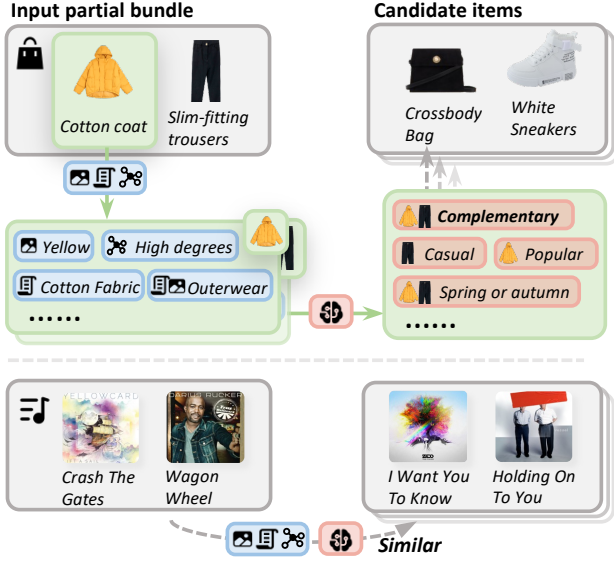 Input partial bundle
Candidate items
Cotton coat
Slim-fitting
trousers
Crossbody
Bag
White
Sneakers
Yellow
High degrees
Cotton Fabric
Outerwear
......
Complementary
Casual
Popular
Spring or autumn
......
YELLOWCARD
DARIUS RUCKER
Crash The
Gates
Wagon
Wheel
ZEDD
I Want You
To Know
Holding On
To You
Similar